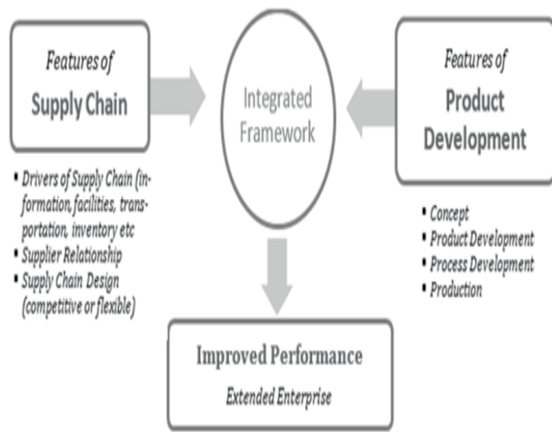 Features of
Supply Chain
▪ Drivers of Supply Chain (in-
formation, facilities, trans-
portation, inventory etc
▪ Supplier Relationship
▪ Supply Chain Design
(competitive or flexible)
Integrated
Framework
Features of
Product
Development
▪ Concept
▪ Product Development
▪ Process Development
▪ Production
Improved Performance
Extended Enterprise